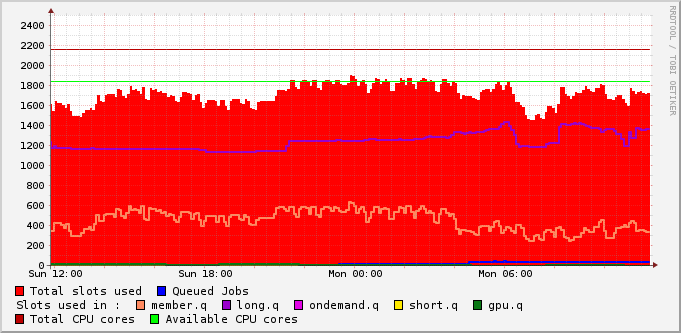 RRDTOOL / TOBI OETIKER
2400
2200
2000
1800
1600
1400
1200
1000
800
600
400
200
0
Sun 12:00 Sun 18:00 Mon 00:00 Mon 06:00
Total slots used Queued Jobs
Slots used in : member.q long.q ondemand.q short.q gpu.q
Total CPU cores Available CPU cores